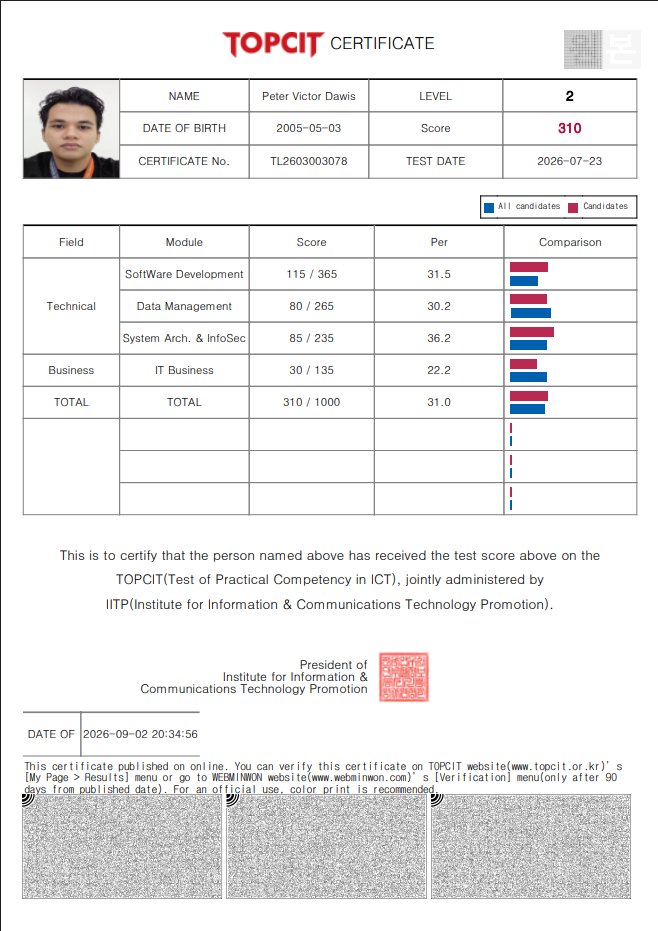 TOPCIT CERTIFICATE
원본
NAME Peter Victor Dawis LEVEL 2
DATE OF BIRTH 2005-05-03 Score 310
CERTIFICATE No. TL2603003078 TEST DATE 2026-07-23
All candidates Candidates
Field Module Score Per Comparison
Technical
SoftWare Development 115 / 365 31.5
Data Management 80 / 265 30.2
System Arch. & InfoSec 85 / 235 36.2
Business IT Business 30 / 135 22.2
TOTAL TOTAL 310 / 1000 31.0
This is to certify that the person named above has received the test score above on the
TOPCIT(Test of Practical Competency in ICT), jointly administered by
IITP(Institute for Information & Communications Technology Promotion).
President of
Institute for Information &
Communications Technology Promotion
DATE OF 2026-09-02 20:34:56
This certificate published on online. You can verify this certificate on TOPCIT website(www.topcit.or.kr)' s
[My Page > Results] menu or go to WEBMINWON website(www.webminwon.com)' s [Verification] menu(only after 90
days from published date). For an official use, color print is recommended.